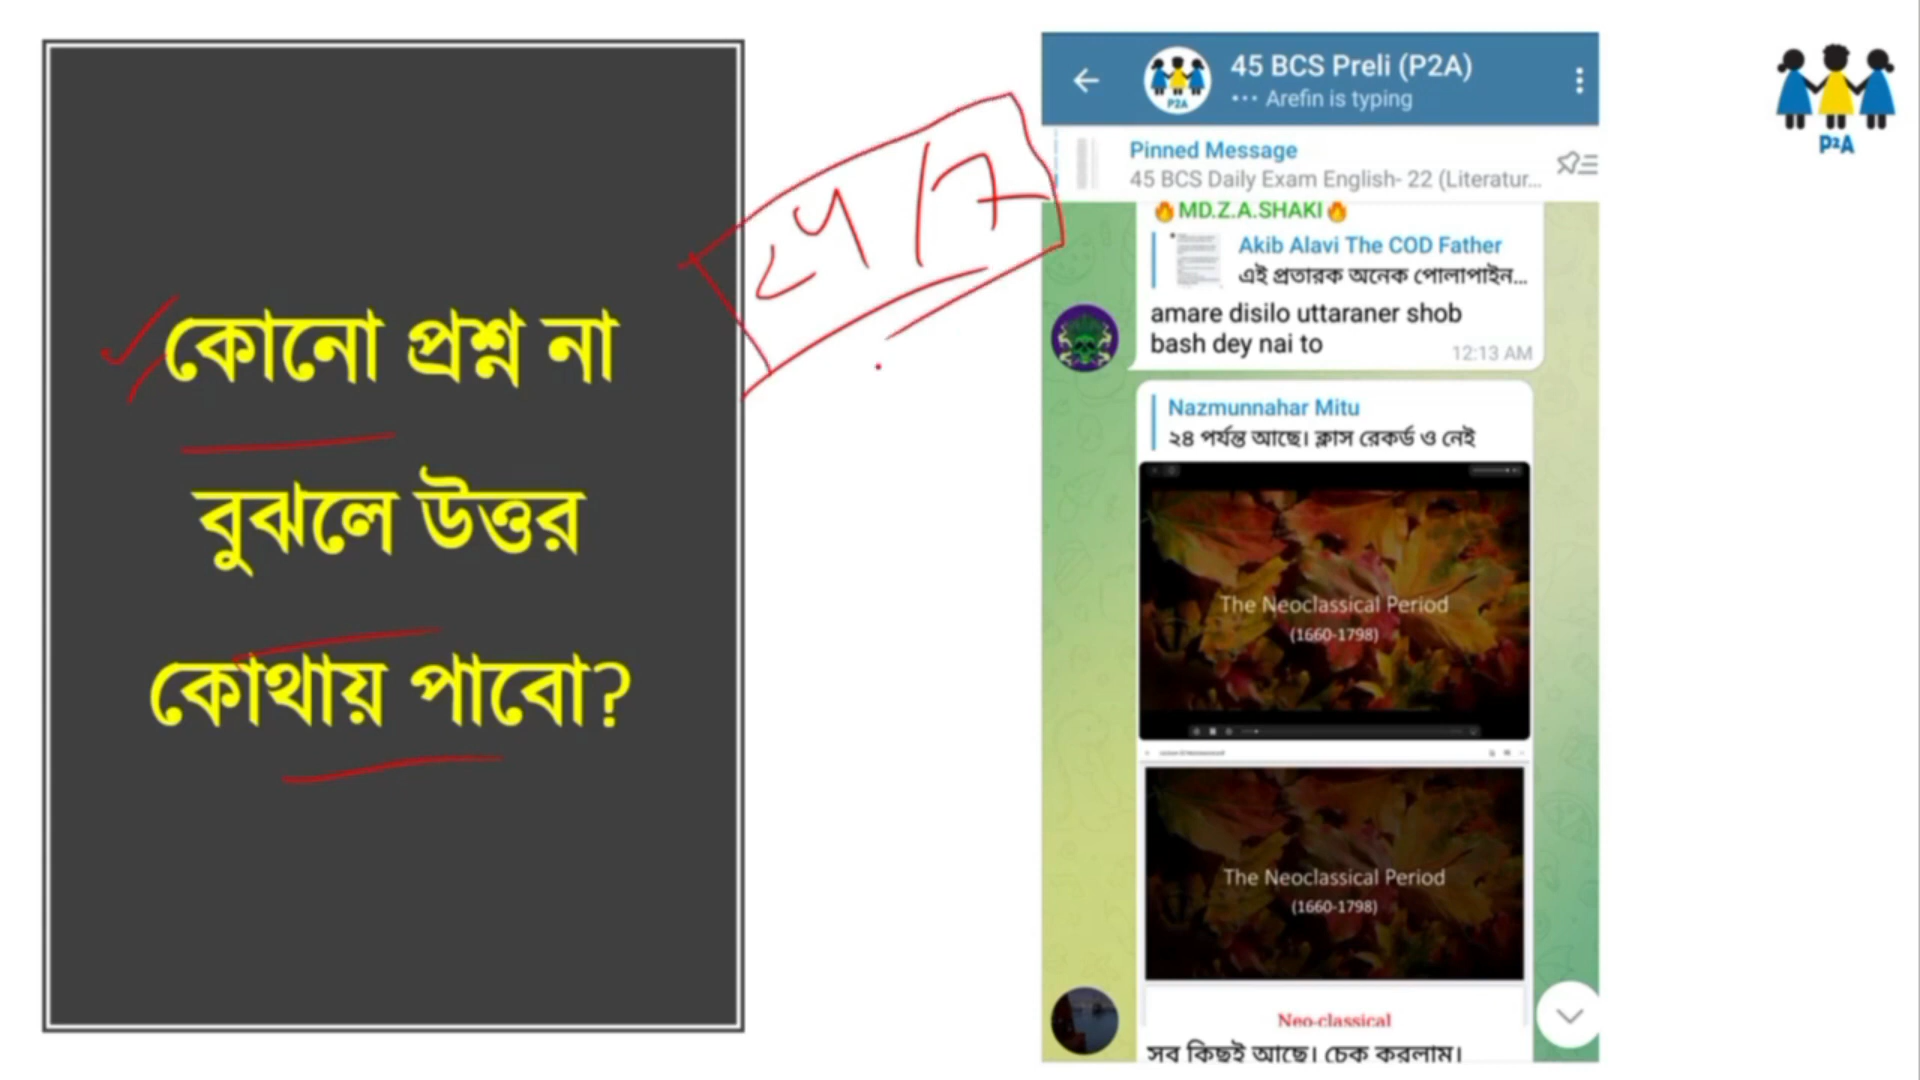 কোনো প্রশ্ন না
বুঝলে উত্তর
কোথায় পাবো?
24/7
45 BCS Preli (P2A)
Arefin is typing
Pinned Message
45 BCS Daily Exam English- 22 (Literatur...
🔥MD.Z.A.SHAKI🔥
Akib Alavi The COD Father
এই প্রতারক অনেক পোলাপাইন...
amare disilo uttaraner shob
bash dey nai to
12:13 AM
Nazmunnahar Mitu
২৪ পর্যন্ত আছে। ক্লাস রেকর্ড ও নেই
The Neoclassical Period
(1660-1798)
The Neoclassical Period
(1660-1798)
Neo-classical
সব কিছুই আছে। চেক করলাম।
P2A
P²A